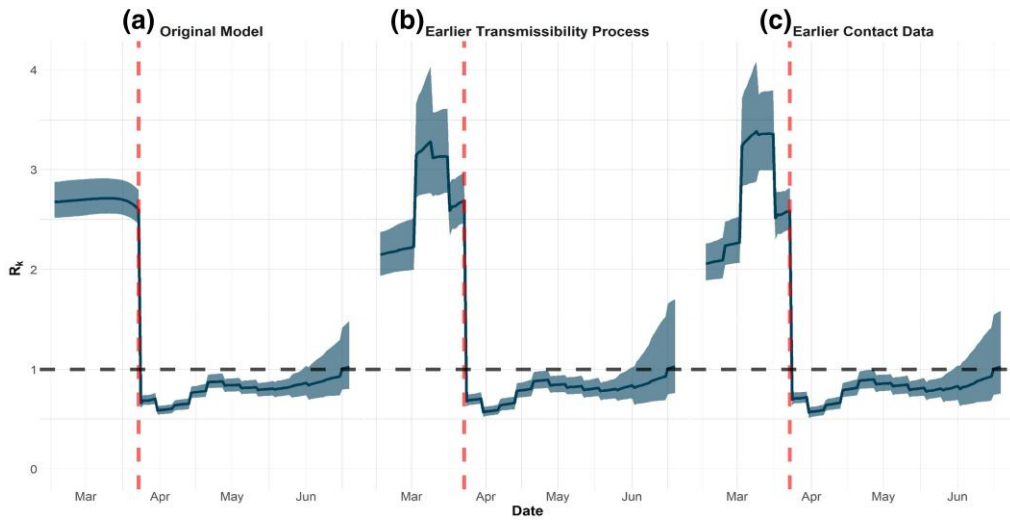 (a) Original Model
(b) Earlier Transmissibility Process
(c) Earlier Contact Data
4
3
2
1
0
Rk
Mar Apr May Jun
Mar Apr May Jun
Mar Apr May Jun
Date